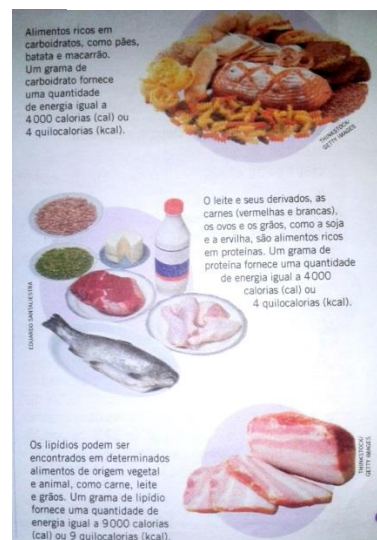 Alimentos ricos em
carboidratos, como pães,
batata e macarrão.
Um grama de
carboidrato fornece
uma quantidade
de energia igual a
4 000 calorias (cal) ou
4 quilocalorias (kcal).
THINKSTOCK/
GETTY IMAGES
O leite e seus derivados, as
carnes (vermelhas e brancas),
os ovos e os grãos, como a soja
e a ervilha, são alimentos ricos
em proteínas. Um grama de
proteína fornece uma quantidade
de energia igual a 4 000
calorias (cal) ou
4 quilocalorias (kcal).
EDUARDO SANTALIESTRA
Os lipídios podem ser
encontrados em determinados
alimentos de origem vegetal
e animal, como carne, leite
e grãos. Um grama de lipídio
fornece uma quantidade de
energia igual a 9 000 calorias
(cal) ou 9 quilocalorias (kcal).
THINKSTOCK/
GETTY IMAGES